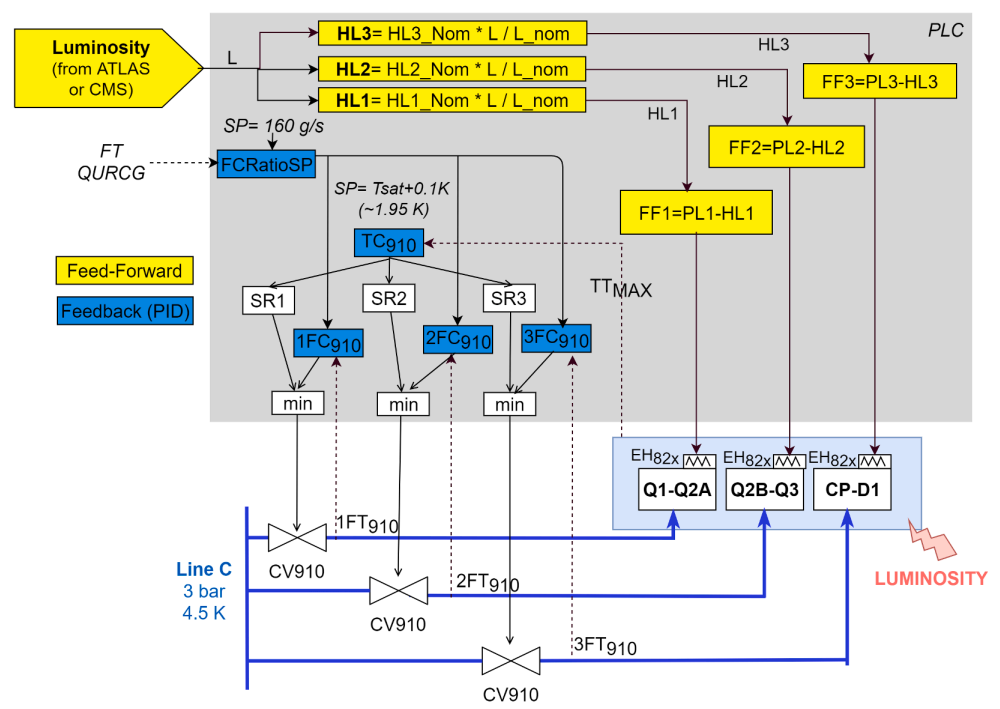 PLC
Luminosity
(from ATLAS
or CMS)
L
HL3= HL3_Nom * L / L_nom
HL3
HL2= HL2_Nom * L / L_nom
HL2
HL1= HL1_Nom * L / L_nom
HL1
FF3=PL3-HL3
FF2=PL2-HL2
FF1=PL1-HL1
SP= 160 g/s
FT
QURCG
FCRatioSP
SP= Tsat+0.1K
(~1.95 K)
TC910
TTMAX
Feed-Forward
Feedback (PID)
SR1
SR2
SR3
1FC910
2FC910
3FC910
min
min
min
EH82x
EH82x
EH82x
Q1-Q2A
Q2B-Q3
CP-D1
1FT910
CV910
2FT910
CV910
3FT910
CV910
Line C
3 bar
4.5 K
LUMINOSITY